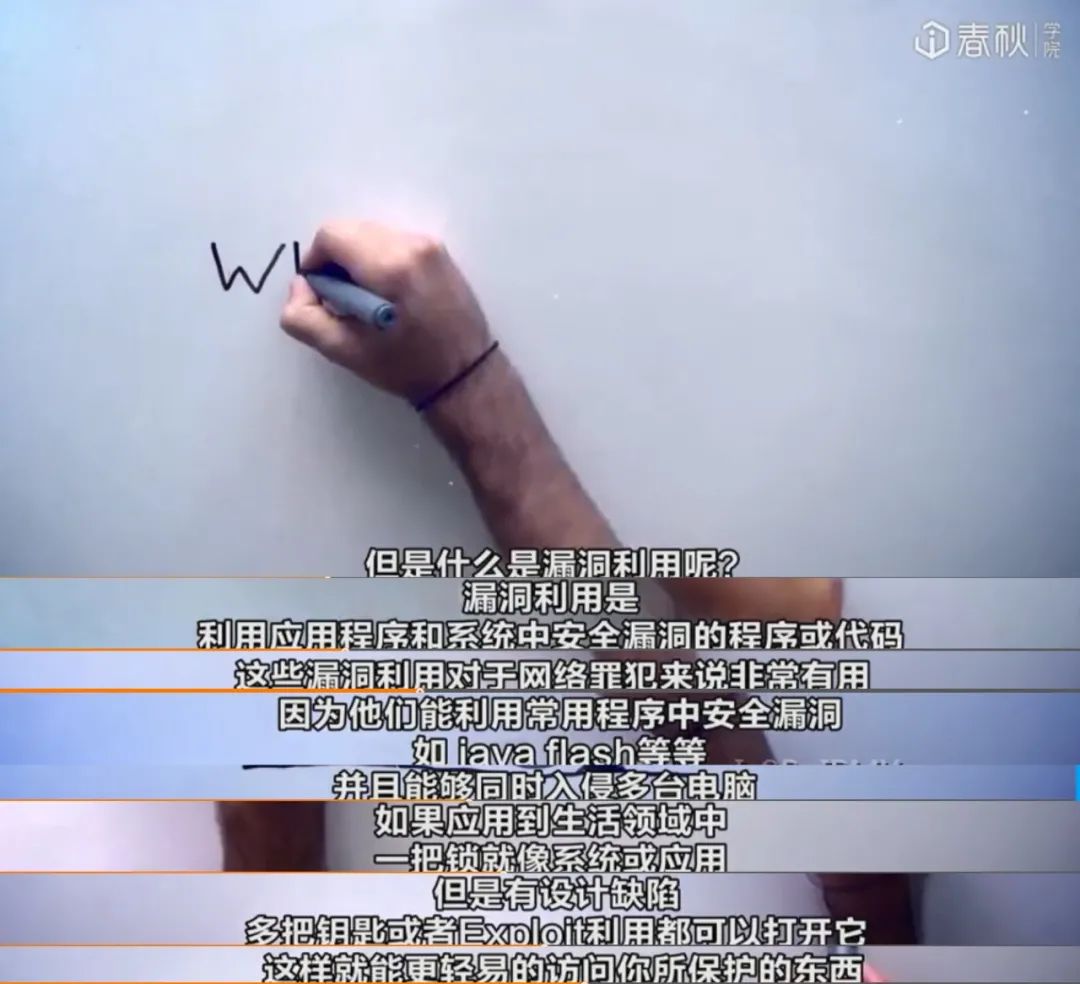 春秋
学院
W
但是什么是漏洞利用呢?
漏洞利用是
利用应用程序和系统中安全漏洞的程序或代码
这些漏洞利用对于网络罪犯来说非常有用
因为他们能利用常用程序中安全漏洞
如 java flash等等
并且能够同时入侵多台电脑
如果应用到生活领域中
一把锁就像系统或应用
但是有设计缺陷
多把钥匙或者Exploit利用都可以打开它
这样就能更轻易的访问你所保护的东西